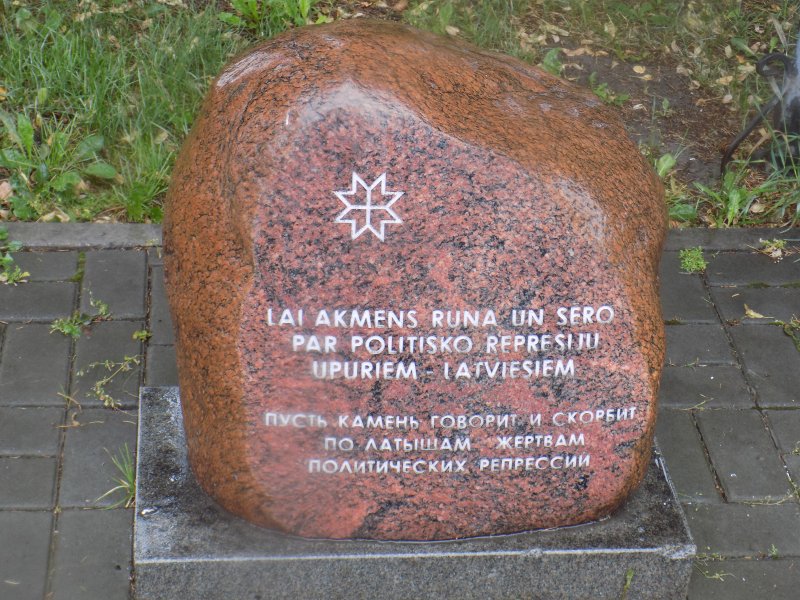 LAI AKMENS RUNA UN SERO
PAR POLITISKO REPRESIJU
UPURIEM - LATVIESIEM
ПУСТЬ КАМЕНЬ ГОВОРИТ И СКОРБИТ
ПО ЛАТЫШАМ ЖЕРТВАМ
ПОЛИТИЧЕСКИХ РЕПРЕССИЙ